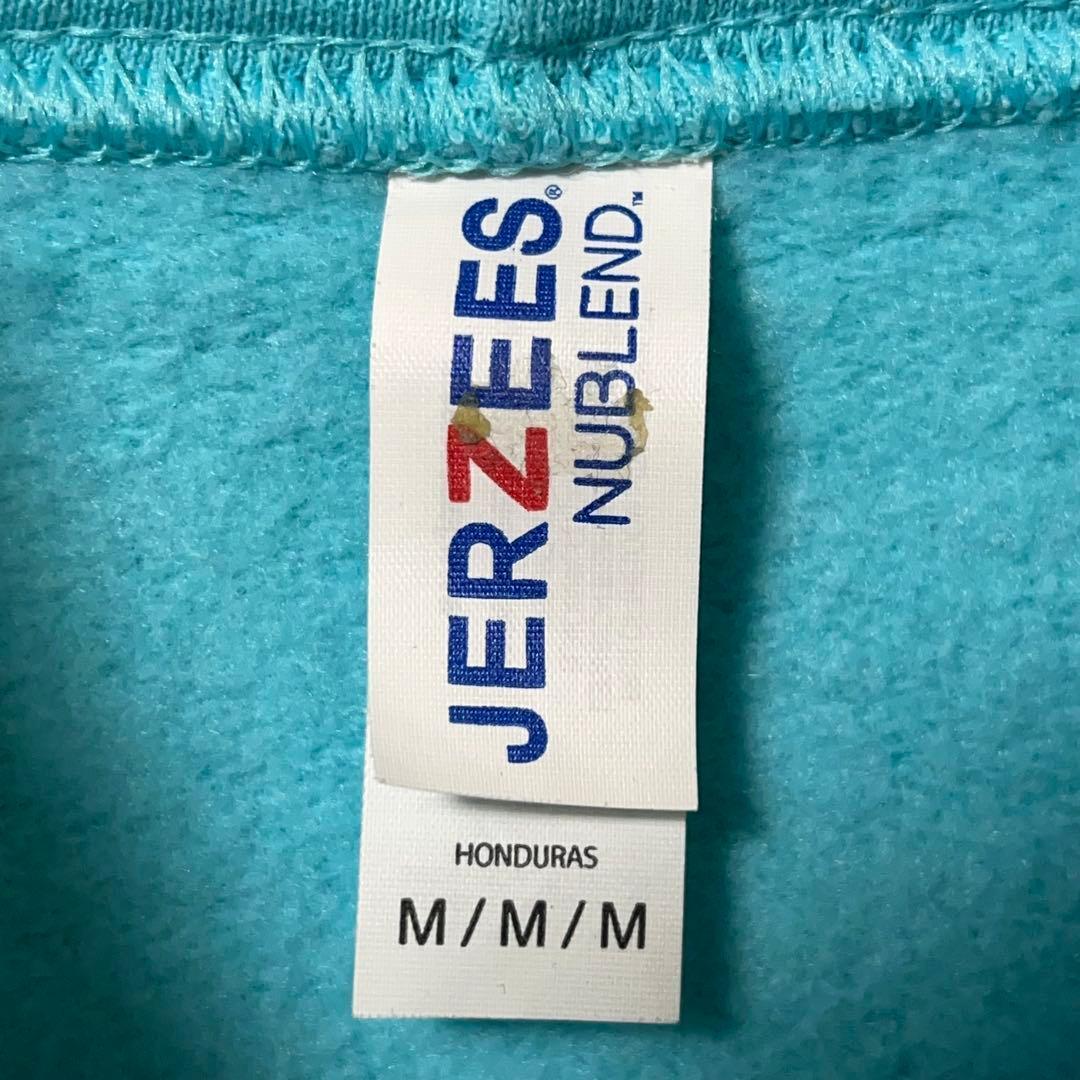 JERZEES®
NUBLEND™
HONDURAS
M / M / M